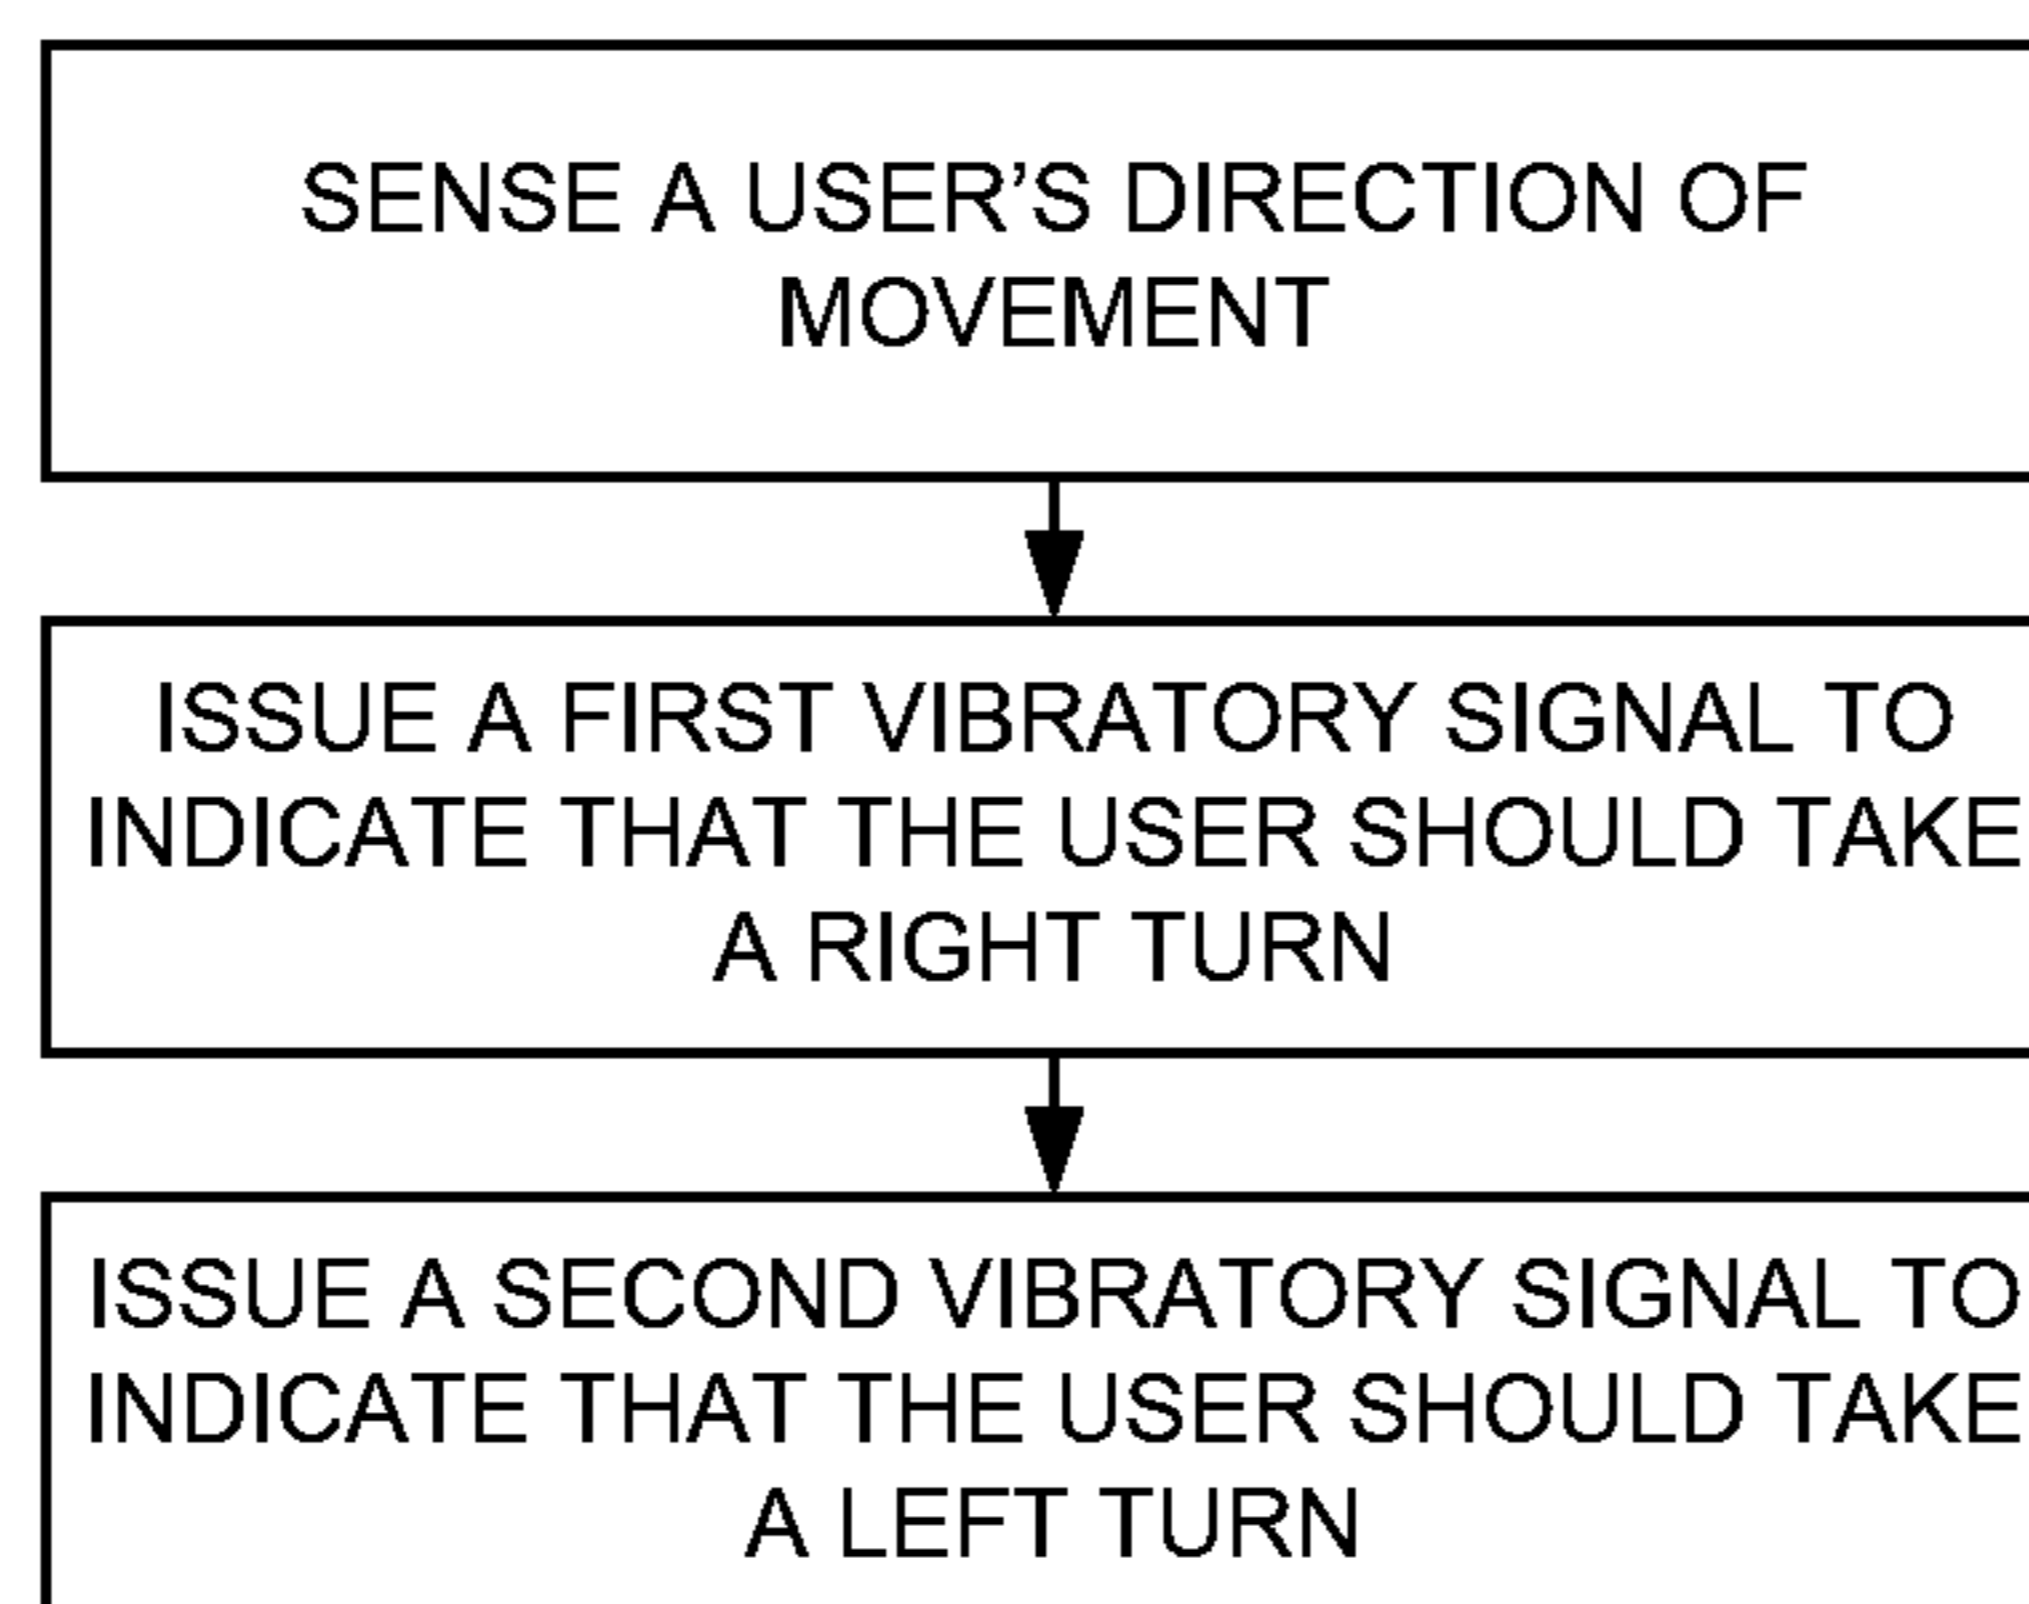 SENSE A USER’S DIRECTION OF
MOVEMENT
ISSUE A FIRST VIBRATORY SIGNAL TO
INDICATE THAT THE USER SHOULD TAKE
A RIGHT TURN
ISSUE A SECOND VIBRATORY SIGNAL TO
INDICATE THAT THE USER SHOULD TAKE
A LEFT TURN